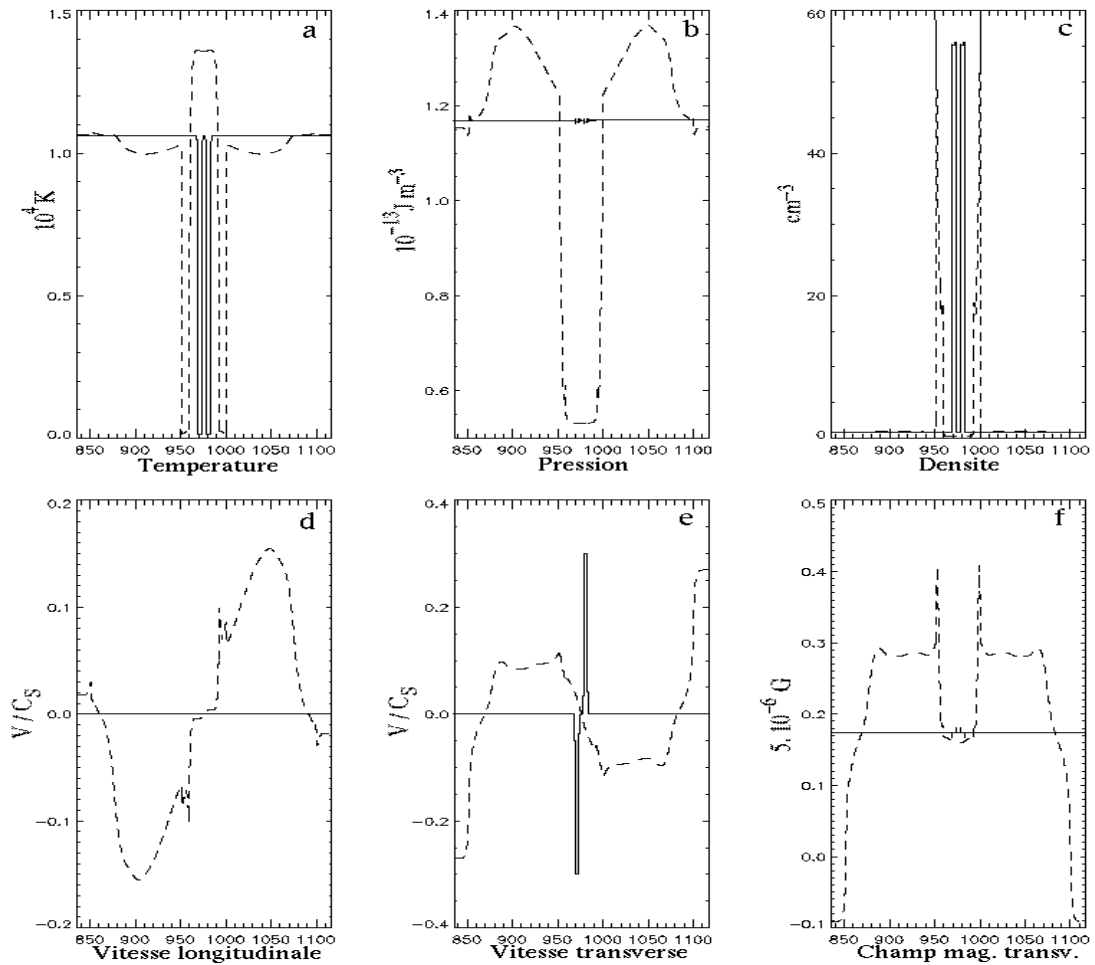 1.5
1.0
0.5
0.0
10⁴K
a
850 900 950 1000 1050 1100
Temperature
1.4
1.2
1.0
0.8
0.6
10⁻¹³J m⁻³
b
850 900 950 1000 1050 1100
Pression
60
40
20
0
cm⁻³
c
850 900 950 1000 1050 1100
Densite
0.2
0.1
0.0
−0.1
−0.2
V/C_S
d
850 900 950 1000 1050 1100
Vitesse longitudinale
0.4
0.2
0.0
−0.2
−0.4
V/C_S
e
850 900 950 1000 1050 1100
Vitesse transverse
0.5
0.4
0.3
0.2
0.1
0.0
−0.1
5.10⁻⁶ G
f
850 900 950 1000 1050 1100
Champ mag. transv.